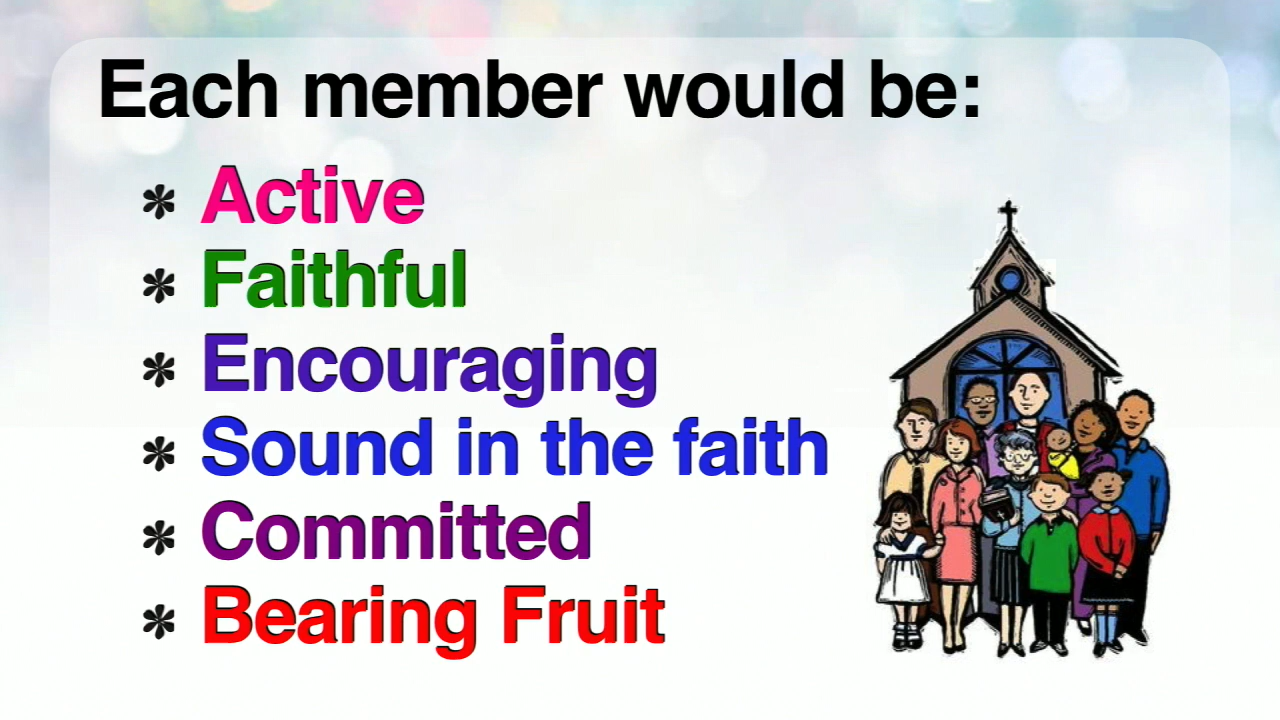 Each member would be:
* Active
* Faithful
* Encouraging
* Sound in the faith
* Committed
* Bearing Fruit